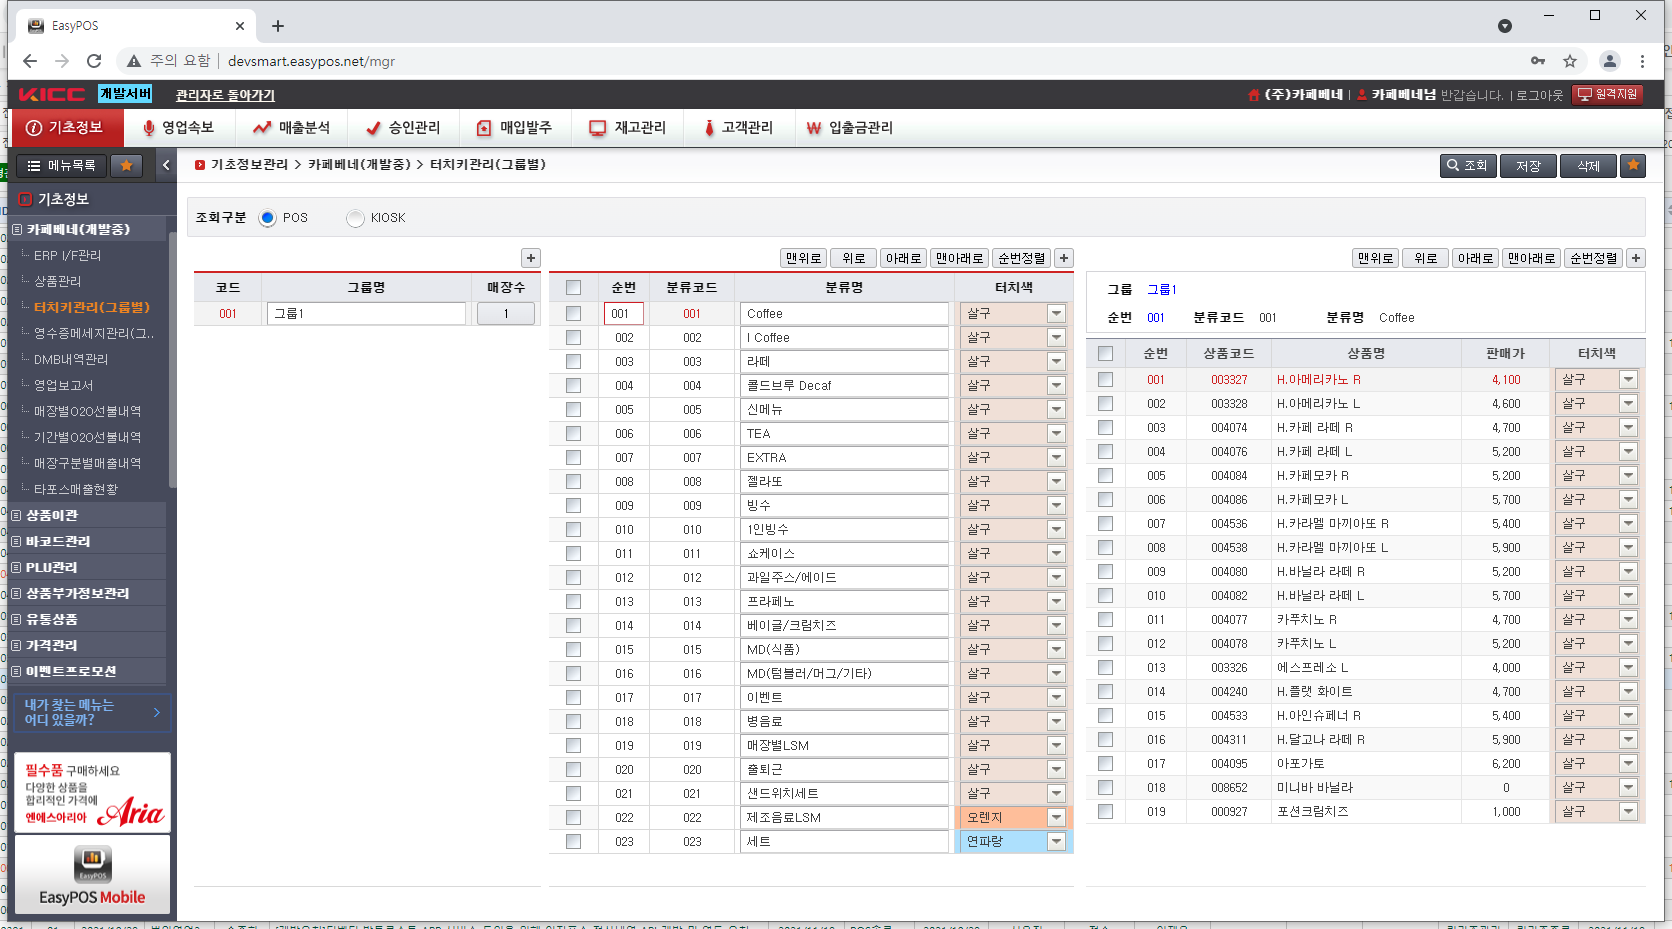 EasyPOS
주의 요함 devsmart.easypos.net/mgr
KICC 개발서버 관리자로 돌아가기 (주)카페베네 | 카페베네님 반갑습니다. | 로그아웃 원격지원
기초정보 영업속보 매출분석 승인관리 매입발주 재고관리 고객관리 입출금관리
메뉴목록 기초정보관리 > 카페베네(개발중) > 터치키관리(그룹별) 조회 저장 삭제
기초정보
카페베네(개발중)
ERP I/F관리
상품관리
터치키관리(그룹별)
영수증메세지관리(그..
DMB내역관리
영업보고서
매장별O2O선불내역
기간별O2O선불내역
매장구분별매출내역
타포스매출현황
상품이관
바코드관리
PLU관리
상품부가정보관리
유통상품
가격관리
이벤트프로모션
내가 찾는 메뉴는
어디 있을까?
필수품 구매하세요
다양한 상품을
합리적인 가격에
엔에스아리아 Aria
EasyPOS
EasyPOS Mobile
조회구분 POS KIOSK
+
코드 그룹명 매장수
001 그룹1 1
맨위로 위로 아래로 맨아래로 순번정렬 +
순번 분류코드 분류명 터치색
001 001 Coffee 살구
002 002 I Coffee 살구
003 003 라떼 살구
004 004 콜드브루 Decaf 살구
005 005 신메뉴 살구
006 006 TEA 살구
007 007 EXTRA 살구
008 008 젤라또 살구
009 009 빙수 살구
010 010 1인빙수 살구
011 011 쇼케이스 살구
012 012 과일주스/에이드 살구
013 013 프라페노 살구
014 014 베이글/크림치즈 살구
015 015 MD(식품) 살구
016 016 MD(텀블러/머그/기타) 살구
017 017 이벤트 살구
018 018 병음료 살구
019 019 매장별LSM 살구
020 020 출퇴근 살구
021 021 샌드위치세트 살구
022 022 제조음료LSM 오렌지
023 023 세트 연파랑
맨위로 위로 아래로 맨아래로 순번정렬 +
그룹 그룹1
순번 001 분류코드 001 분류명 Coffee
순번 상품코드 상품명 판매가 터치색
001 003327 H.아메리카노 R 4,100 살구
002 003328 H.아메리카노 L 4,600 살구
003 004074 H.카페 라떼 R 4,700 살구
004 004076 H.카페 라떼 L 5,200 살구
005 004084 H.카페모카 R 5,200 살구
006 004086 H.카페모카 L 5,700 살구
007 004536 H.카라멜 마끼아또 R 5,400 살구
008 004538 H.카라멜 마끼아또 L 5,900 살구
009 004080 H.바닐라 라떼 R 5,200 살구
010 004082 H.바닐라 라떼 L 5,700 살구
011 004077 카푸치노 R 4,700 살구
012 004078 카푸치노 L 5,200 살구
013 003326 에스프레소 L 4,000 살구
014 004240 H.플랫 화이트 4,700 살구
015 004533 H.아인슈페너 R 5,400 살구
016 004311 H.달고나 라떼 R 5,900 살구
017 004095 아포가토 6,200 살구
018 008652 미니바 바닐라 0 살구
019 000927 포션크림치즈 1,000 살구